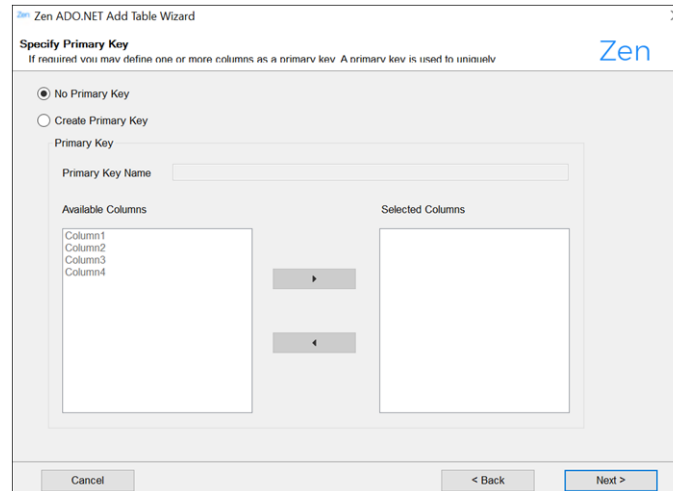 Zen Zen ADO.NET Add Table Wizard
Specify Primary Key
If required you may define one or more columns as a primary key. A primary key is used to uniquely
Zen
No Primary Key
Create Primary Key
Primary Key
Primary Key Name
Available Columns
Selected Columns
Column1
Column2
Column3
Column4
Cancel
< Back
Next >